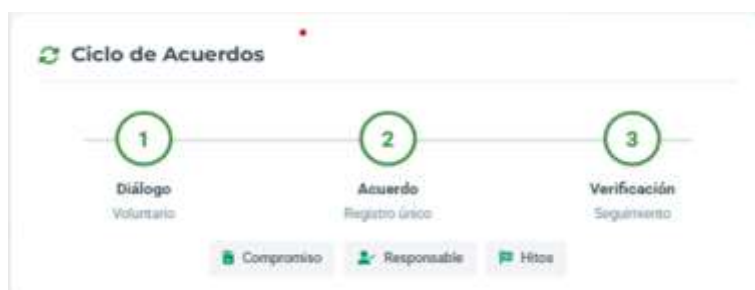 Ciclo de Acuerdos
1 2 3
Diálogo Acuerdo Verificación
Voluntario Registro único Seguimiento
Compromiso Responsable Hitos